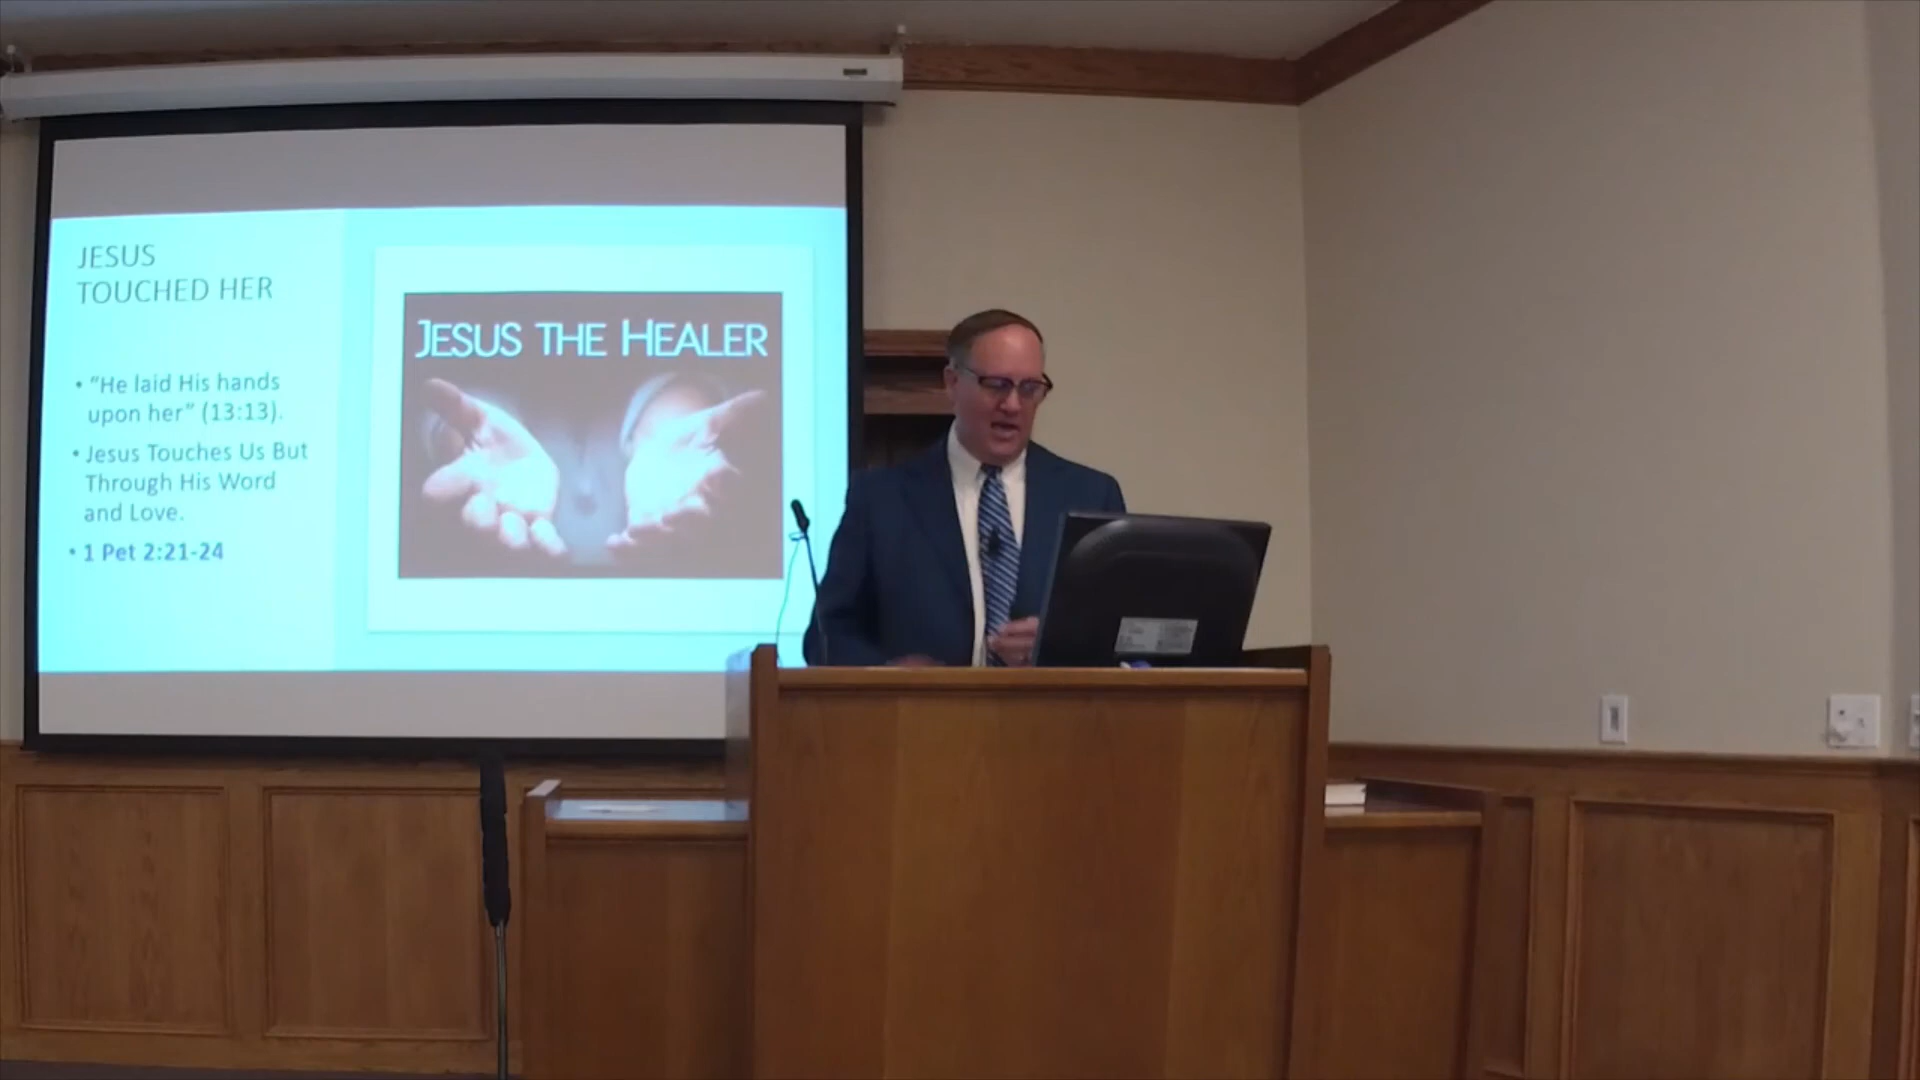 JESUS
TOUCHED HER
• “He laid His hands
upon her” (13:13).
• Jesus Touches Us But
Through His Word
and Love.
• 1 Pet 2:21-24
JESUS THE HEALER